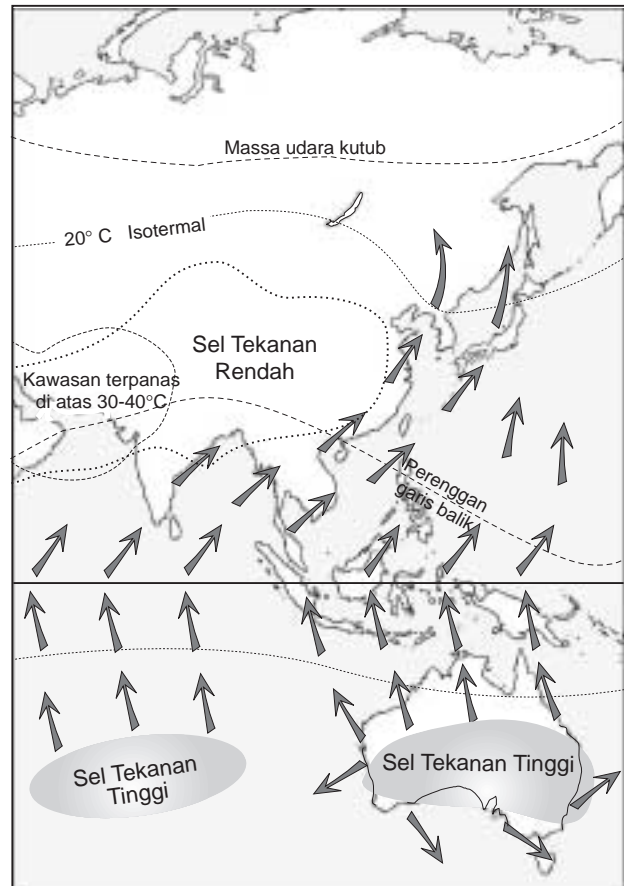 Massa udara kutub
20° C Isotermal
Sel Tekanan
Rendah
Kawasan terpanas
di atas 30-40°C
Perenggan
garis balik
Sel Tekanan
Tinggi
Sel Tekanan Tinggi